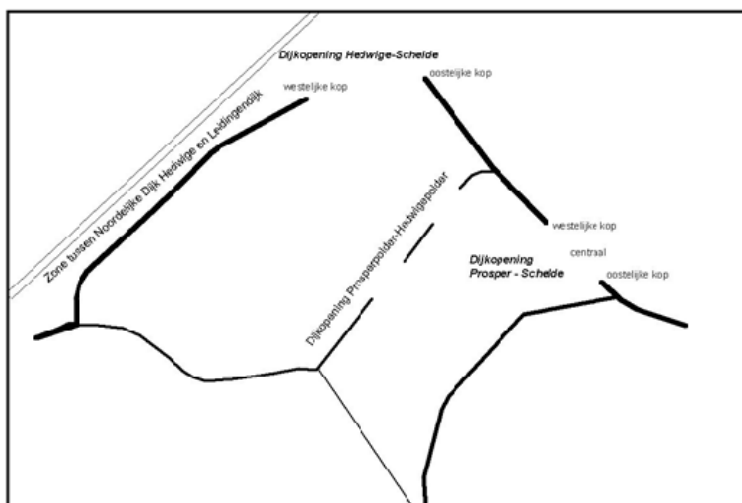 Dijkopening Hedwige-Schelde
westelijke kop
oostelijke kop
Zone tussen Noordelijke Dijk Hedwige en Leidingendijk
Dijkopening Prosperpolder-Hedwigepolder
westelijke kop
centraal
Dijkopening
Prosper - Schelde
oostelijke kop